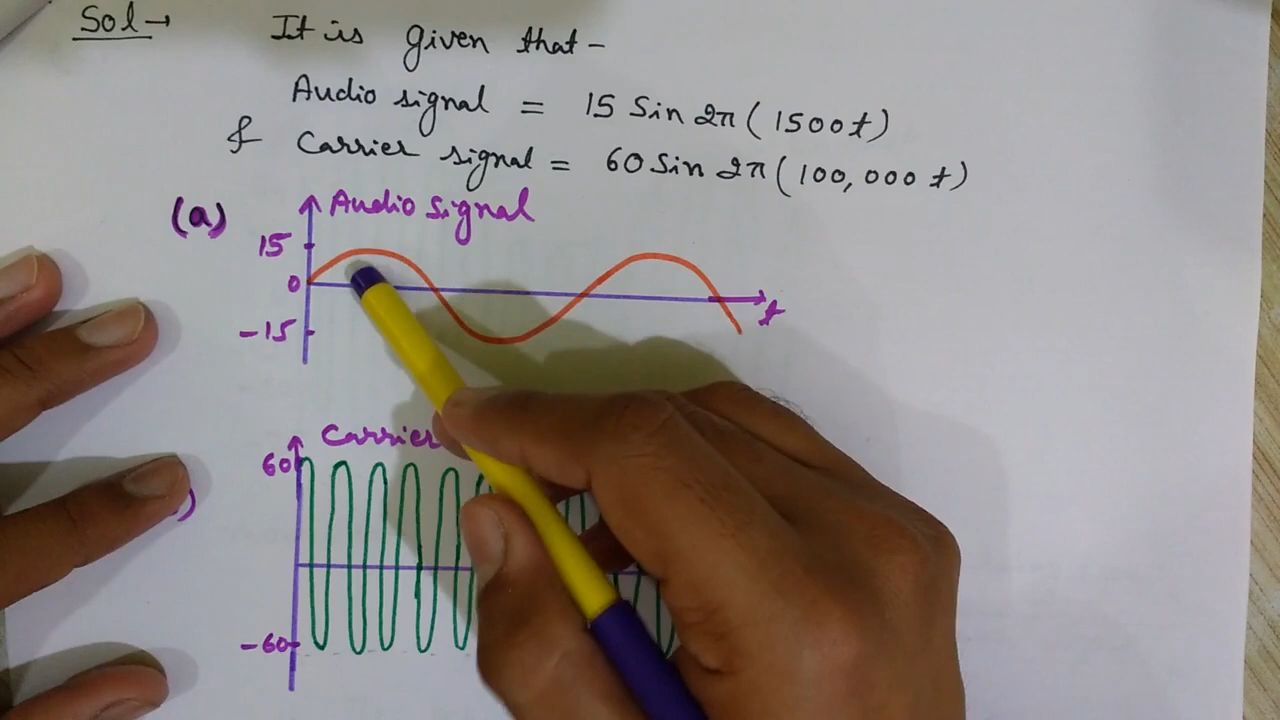 Sol→ It is given that –
Audio signal = 15 Sin 2π (1500t)
& Carrier signal = 60 Sin 2π (100,000 t)
(a) Audio signal
15
0
-15
t
Carrier
60
)
-60